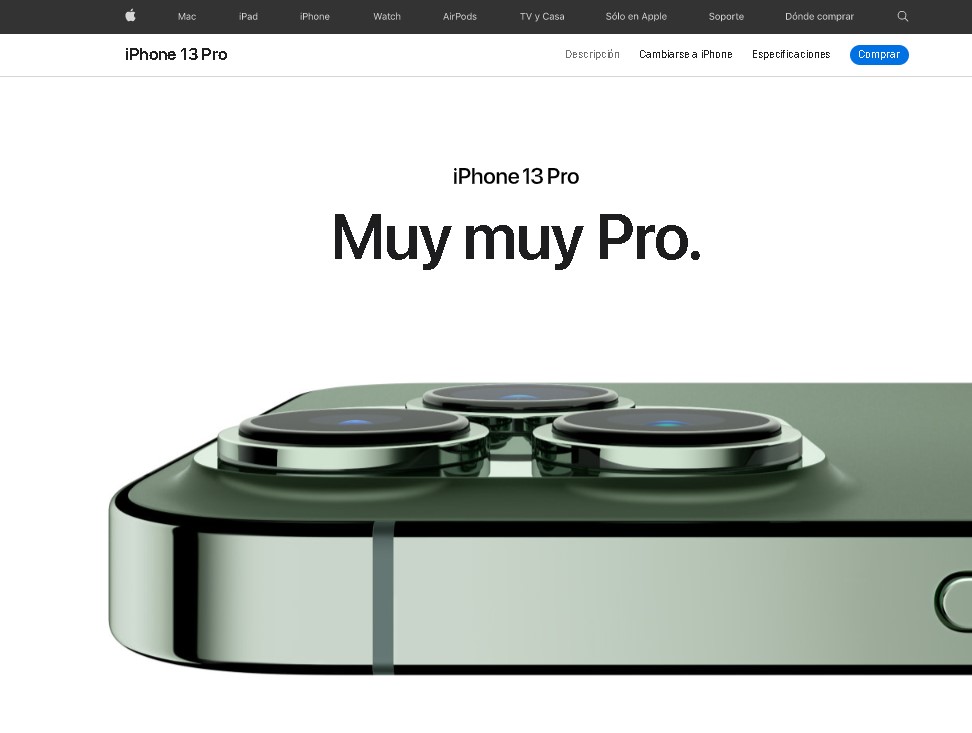 Mac iPad iPhone Watch AirPods TV y Casa Sólo en Apple Soporte Dónde comprar
iPhone 13 Pro Descripción Cambiarse a iPhone Especificaciones Comprar
iPhone 13 Pro
Muy muy Pro.